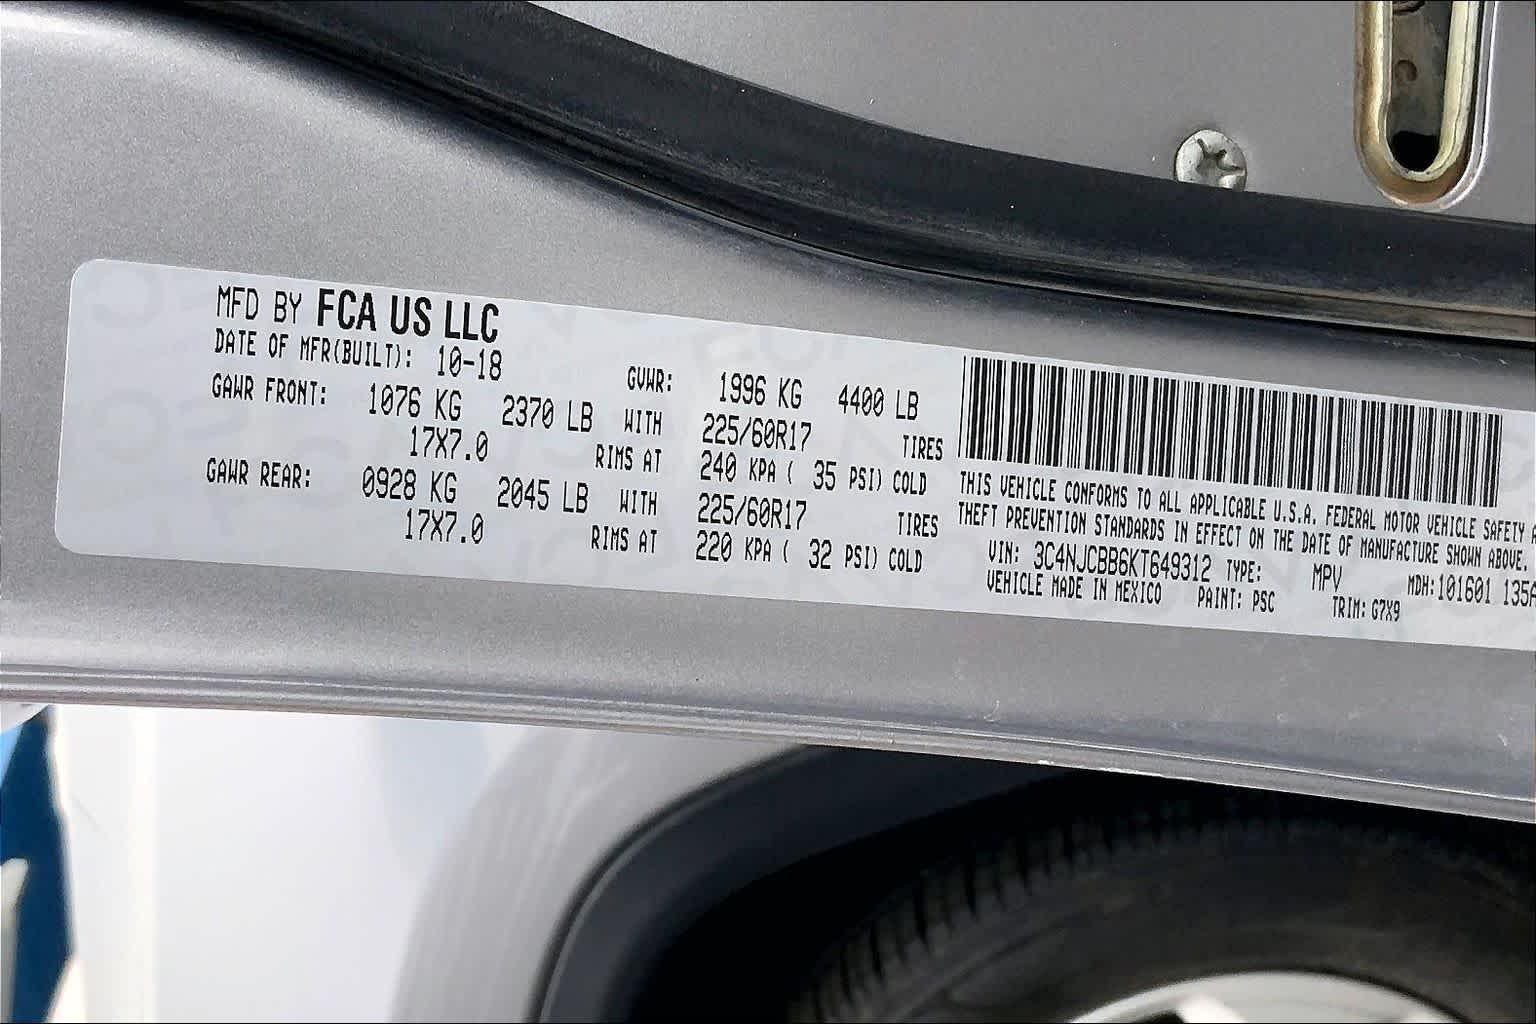 MFD BY FCA US LLC
DATE OF MFR(BUILT): 10-18
GVWR: 1996 KG 4400 LB
GAWR FRONT: 1076 KG 2370 LB WITH 225/60R17 TIRES
17X7.0 RIMS AT 240 KPA ( 35 PSI) COLD
GAWR REAR: 0928 KG 2045 LB WITH 225/60R17 TIRES
17X7.0 RIMS AT 220 KPA ( 32 PSI) COLD
THIS VEHICLE CONFORMS TO ALL APPLICABLE U.S.A. FEDERAL MOTOR VEHICLE SAFETY
THEFT PREVENTION STANDARDS IN EFFECT ON THE DATE OF MANUFACTURE SHOWN ABOVE.
VIN: 3C4NJCBB6KT649312 TYPE: MPV MDH:101601 135A
VEHICLE MADE IN MEXICO PAINT: PSC TRIM: G7X9